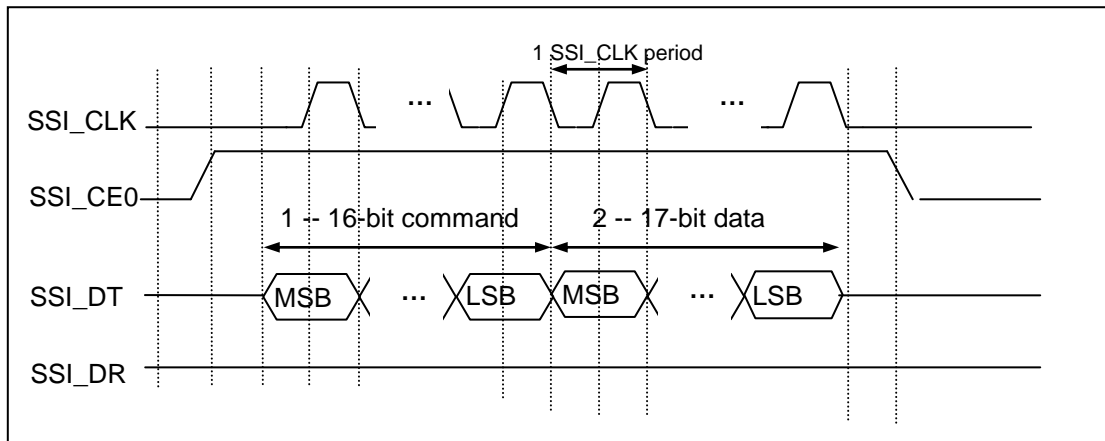 1 SSI_CLK period
... ...
SSI_CLK
SSI_CE0
1 -- 16-bit command 2 -- 17-bit data
SSI_DT MSB ... LSB MSB ... LSB
SSI_DR